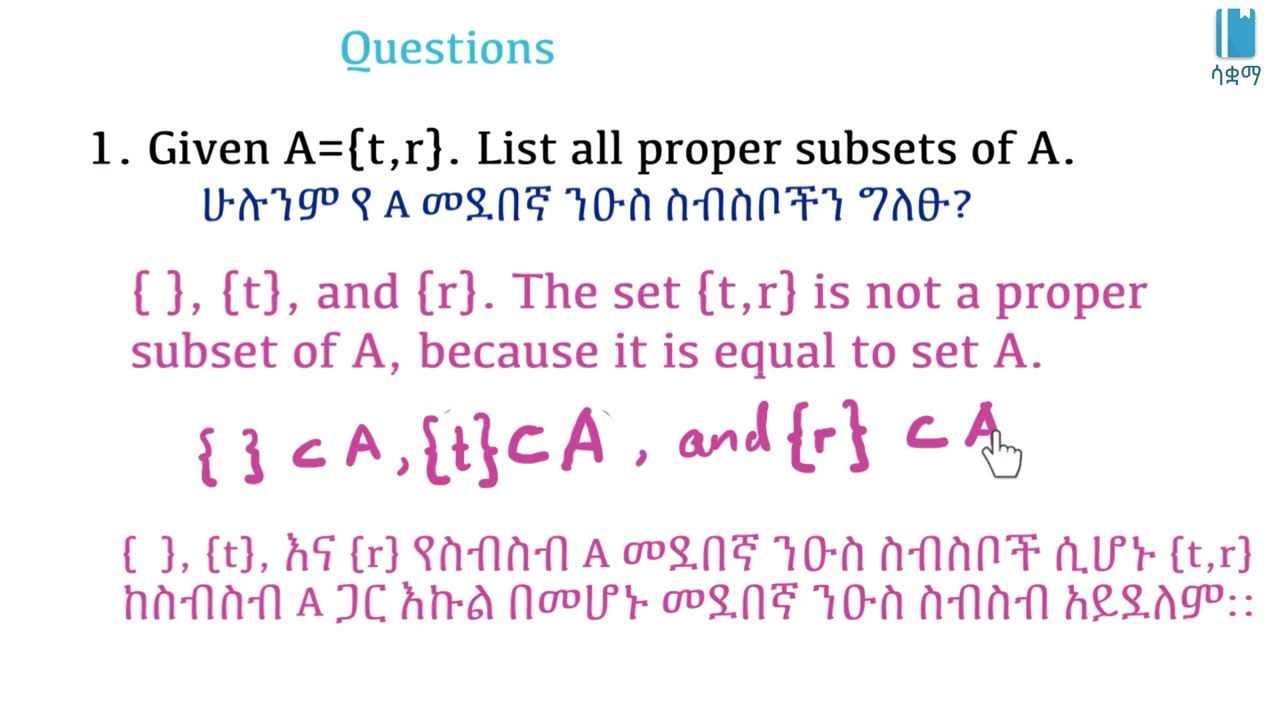 Questions
ሳቋማ
1. Given A={t,r}. List all proper subsets of A.
ሁሉንም የ A መደበኛ ንዑስ ስብስቦችን ግለፁ?
{ }, {t}, and {r}. The set {t,r} is not a proper
subset of A, because it is equal to set A.
{ } ⊂ A, {t} ⊂ A, and {r} ⊂ A
{ }, {t}, እና {r} የስብስብ A መደበኛ ንዑስ ስብስቦች ሲሆኑ {t,r}
ከስብስብ A ጋር እኩል በመሆኑ መደበኛ ንዑስ ስብስብ አይደለም፡፡